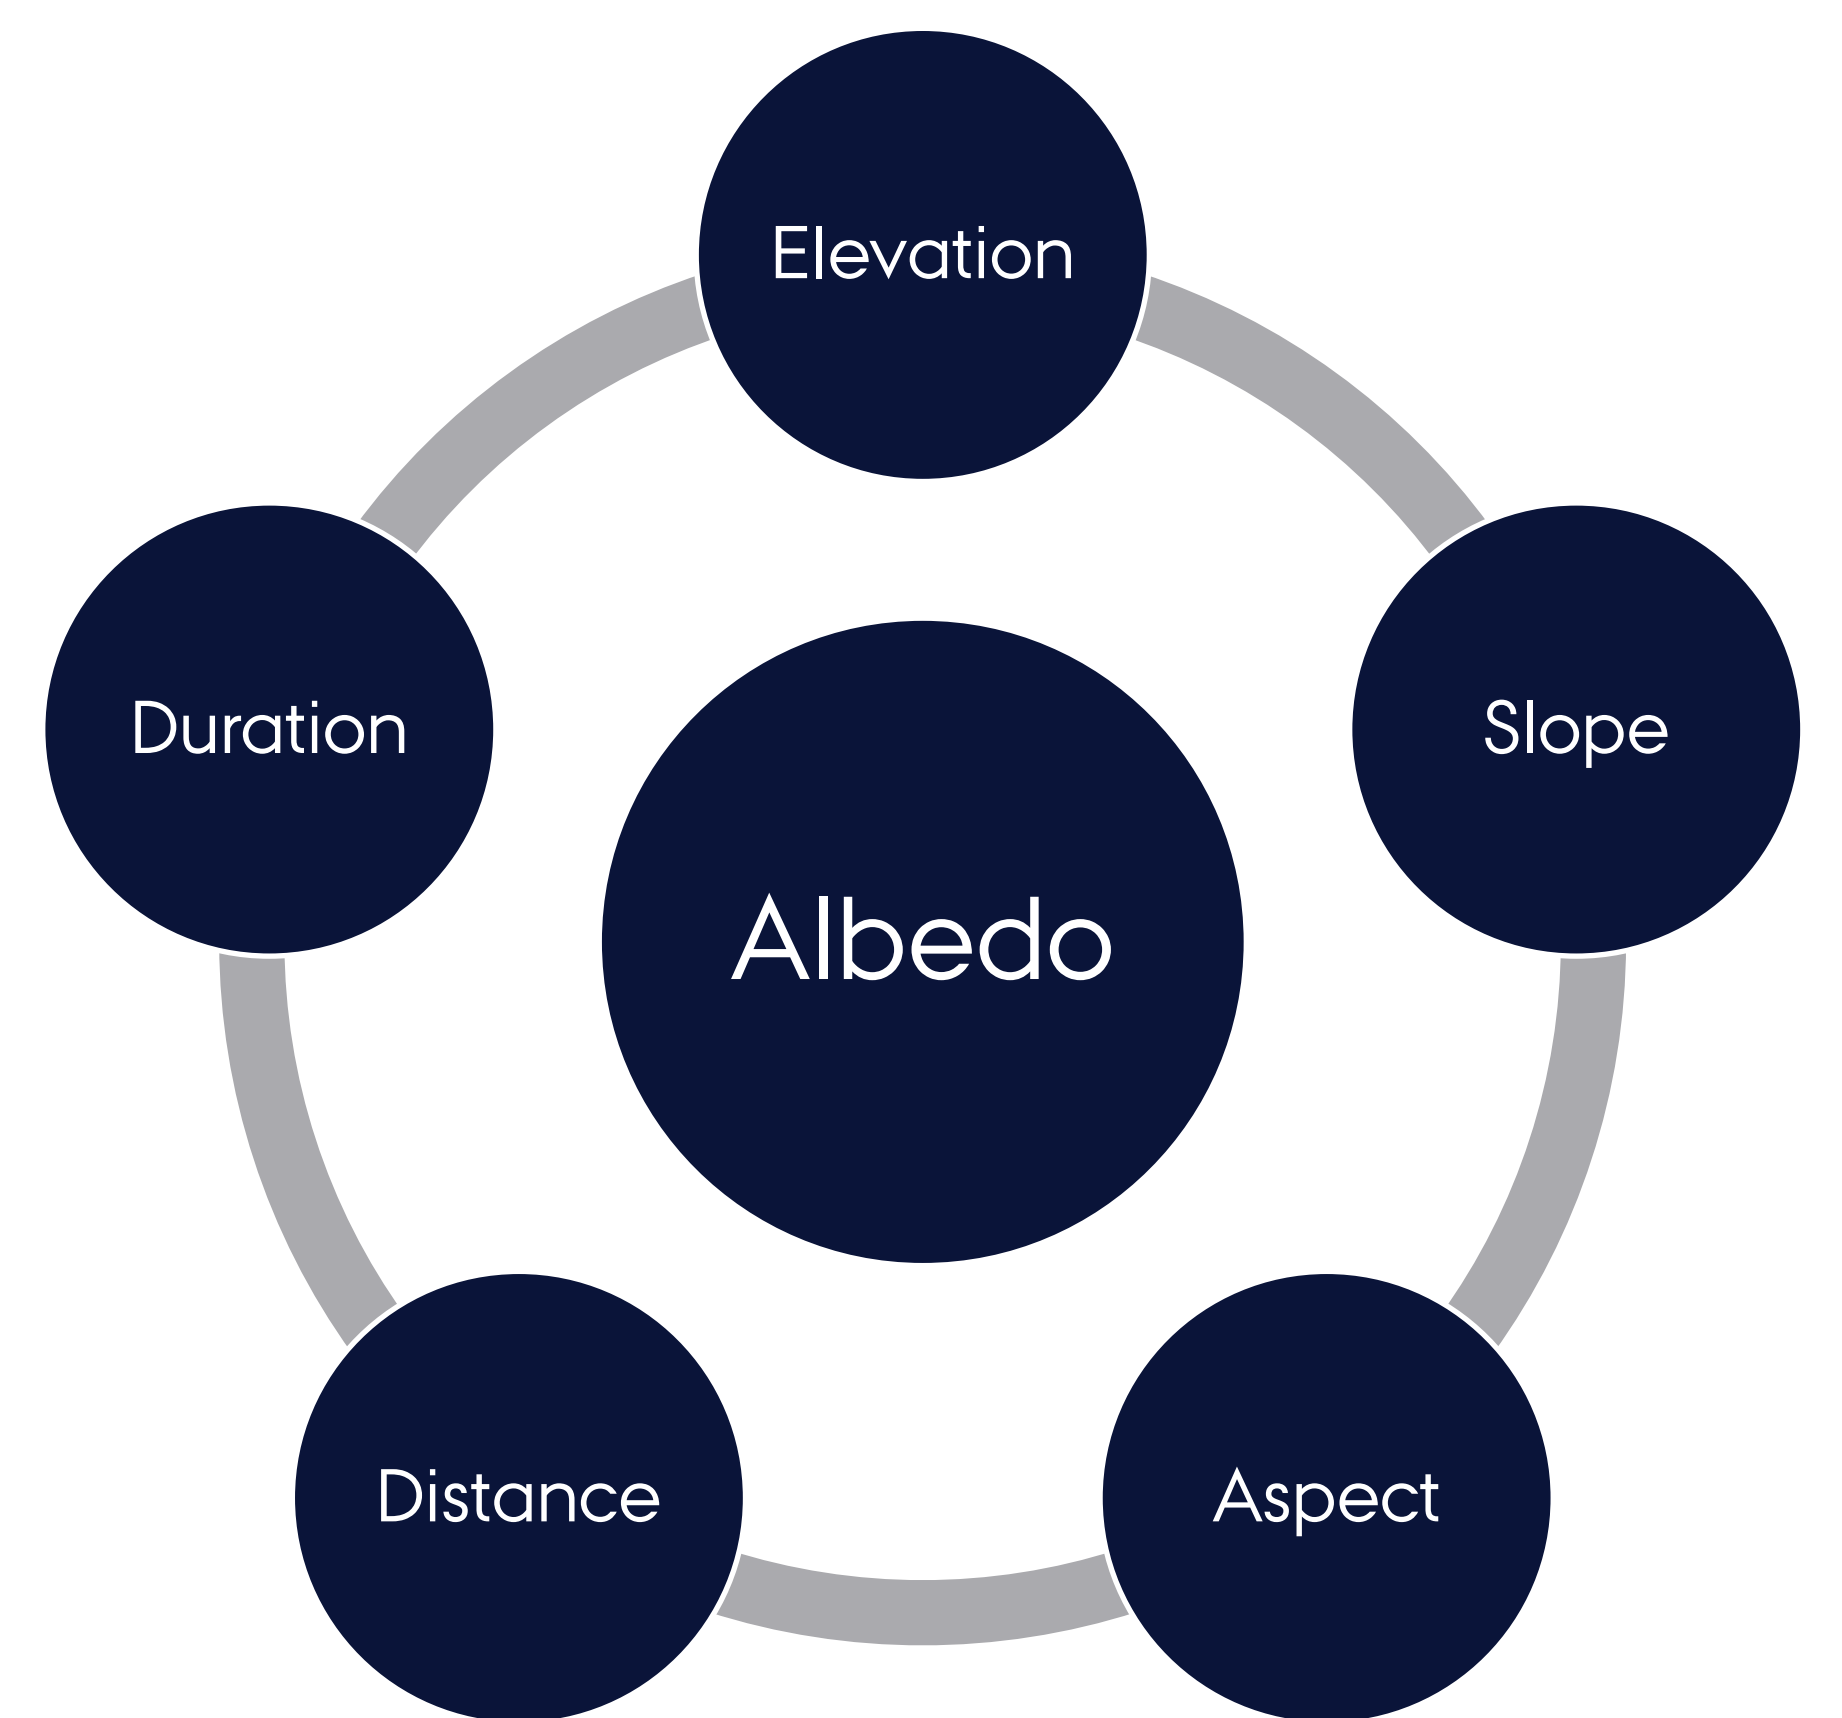 Elevation
Slope
Aspect
Distance
Duration
Albedo